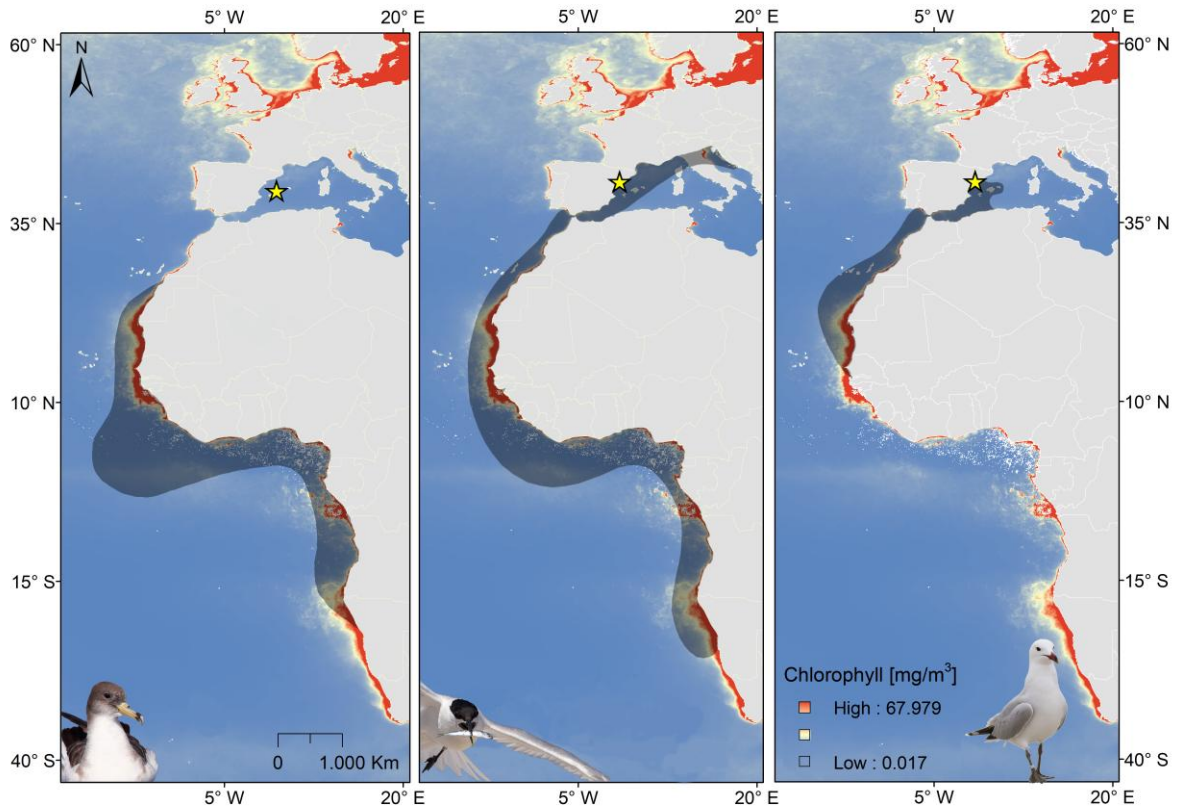 5° W 20° E 5° W 20° E 5° W 20° E
60° N 60° N
N
35° N 35° N
10° N 10° N
15° S 15° S
Chlorophyll [mg/m³]
High : 67.979
Low : 0.017
0 1.000 Km
40° S 40° S
5° W 20° E 5° W 20° E 5° W 20° E